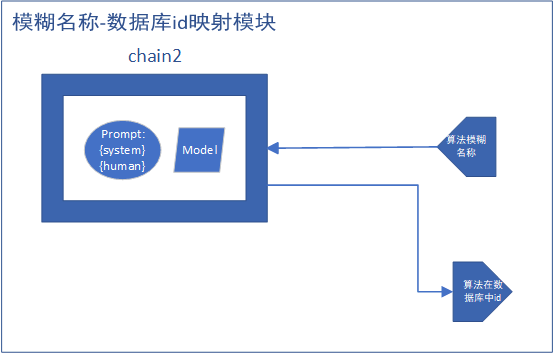 模糊名称-数据库id映射模块
chain2
Prompt:
{system}
{human}
Model
算法模糊
名称
算法在数
据库中id